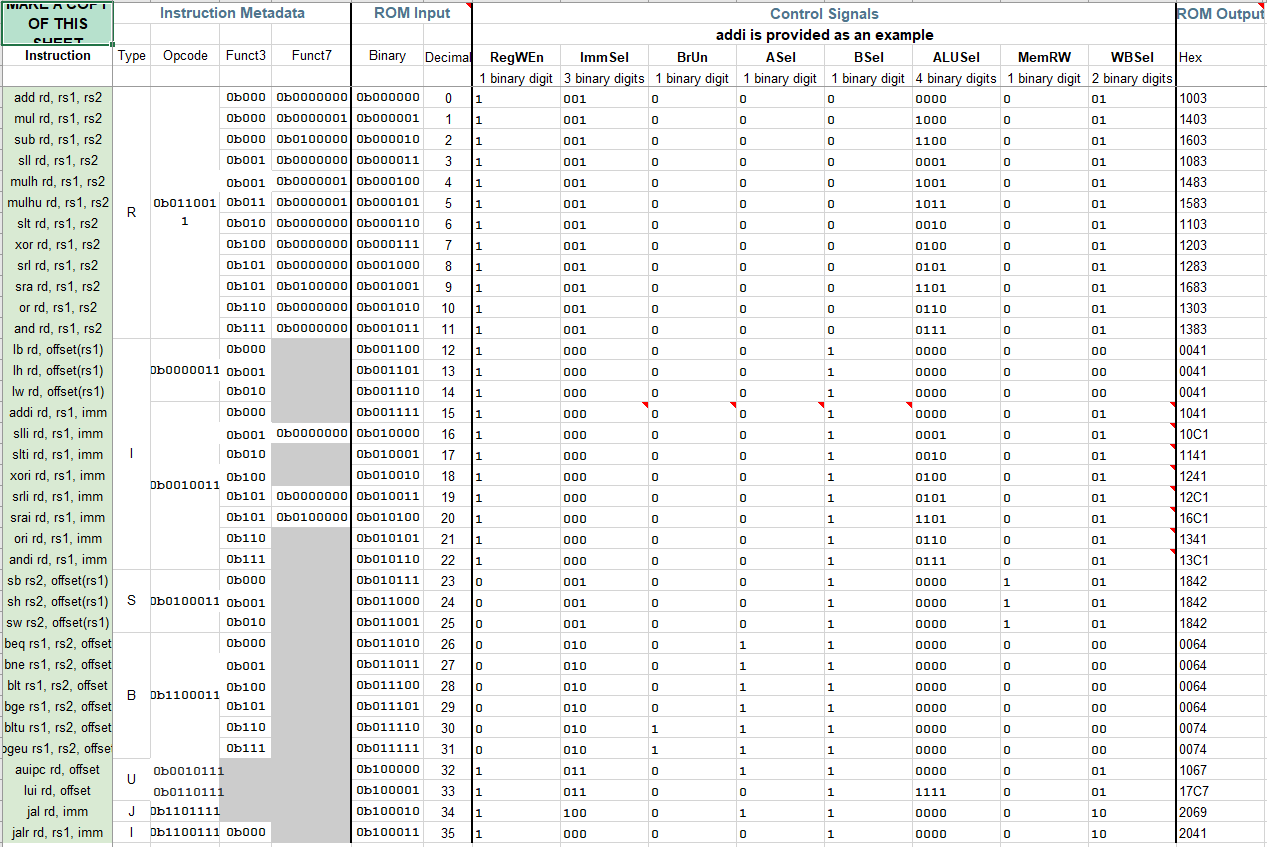 MAKE A COPY OF THIS SHEET Instruction Metadata ROM Input Control Signals ROM Output
addi is provided as an example
Instruction Type Opcode Funct3 Funct7 Binary Decimal RegWEn ImmSel BrUn ASel BSel ALUSel MemRW WBSel Hex
1 binary digit 3 binary digits 1 binary digit 1 binary digit 1 binary digit 4 binary digits 1 binary digit 2 binary digits
add rd, rs1, rs2 0b000 0b0000000 0b000000 0 1 001 0 0 0 0000 0 01 1003
mul rd, rs1, rs2 0b000 0b0000001 0b000001 1 1 001 0 0 0 1000 0 01 1403
sub rd, rs1, rs2 0b000 0b0100000 0b000010 2 1 001 0 0 0 1100 0 01 1603
sll rd, rs1, rs2 0b001 0b0000000 0b000011 3 1 001 0 0 0 0001 0 01 1083
mulh rd, rs1, rs2 0b001 0b0000001 0b000100 4 1 001 0 0 0 1001 0 01 1483
mulhu rd, rs1, rs2 R 0b0110011 0b011 0b0000001 0b000101 5 1 001 0 0 0 1011 0 01 1583
slt rd, rs1, rs2 0b010 0b0000000 0b000110 6 1 001 0 0 0 0010 0 01 1103
xor rd, rs1, rs2 0b100 0b0000000 0b000111 7 1 001 0 0 0 0100 0 01 1203
srl rd, rs1, rs2 0b101 0b0000000 0b001000 8 1 001 0 0 0 0101 0 01 1283
sra rd, rs1, rs2 0b101 0b0100000 0b001001 9 1 001 0 0 0 1101 0 01 1683
or rd, rs1, rs2 0b110 0b0000000 0b001010 10 1 001 0 0 0 0110 0 01 1303
and rd, rs1, rs2 0b111 0b0000000 0b001011 11 1 001 0 0 0 0111 0 01 1383
lb rd, offset(rs1) 0b000 0b001100 12 1 000 0 0 1 0000 0 00 0041
lh rd, offset(rs1) 0b0000011 0b001 0b001101 13 1 000 0 0 1 0000 0 00 0041
lw rd, offset(rs1) 0b010 0b001110 14 1 000 0 0 1 0000 0 00 0041
addi rd, rs1, imm 0b000 0b001111 15 1 000 0 0 1 0000 0 01 1041
slli rd, rs1, imm 0b001 0b0000000 0b010000 16 1 000 0 0 1 0001 0 01 10C1
slti rd, rs1, imm I 0b010 0b010001 17 1 000 0 0 1 0010 0 01 1141
xori rd, rs1, imm 0b0010011 0b100 0b010010 18 1 000 0 0 1 0100 0 01 1241
srli rd, rs1, imm 0b101 0b0000000 0b010011 19 1 000 0 0 1 0101 0 01 12C1
srai rd, rs1, imm 0b101 0b0100000 0b010100 20 1 000 0 0 1 1101 0 01 16C1
ori rd, rs1, imm 0b110 0b010101 21 1 000 0 0 1 0110 0 01 1341
andi rd, rs1, imm 0b111 0b010110 22 1 000 0 0 1 0111 0 01 13C1
sb rs2, offset(rs1) 0b000 0b010111 23 0 001 0 0 1 0000 1 01 1842
sh rs2, offset(rs1) S 0b0100011 0b001 0b011000 24 0 001 0 0 1 0000 1 01 1842
sw rs2, offset(rs1) 0b010 0b011001 25 0 001 0 0 1 0000 1 01 1842
beq rs1, rs2, offset 0b000 0b011010 26 0 010 0 1 1 0000 0 00 0064
bne rs1, rs2, offset 0b001 0b011011 27 0 010 0 1 1 0000 0 00 0064
blt rs1, rs2, offset B 0b1100011 0b100 0b011100 28 0 010 0 1 1 0000 0 00 0064
bge rs1, rs2, offset 0b101 0b011101 29 0 010 0 1 1 0000 0 00 0064
bltu rs1, rs2, offset 0b110 0b011110 30 0 010 1 1 1 0000 0 00 0074
bgeu rs1, rs2, offset 0b111 0b011111 31 0 010 1 1 1 0000 0 00 0074
auipc rd, offset U 0b0010111 0b100000 32 1 011 0 1 1 0000 0 01 1067
lui rd, offset 0b0110111 0b100001 33 1 011 0 0 1 1111 0 01 17C7
jal rd, imm J 0b1101111 0b100010 34 1 100 0 1 1 0000 0 10 2069
jalr rd, rs1, imm I 0b1100111 0b000 0b100011 35 1 000 0 0 1 0000 0 10 2041